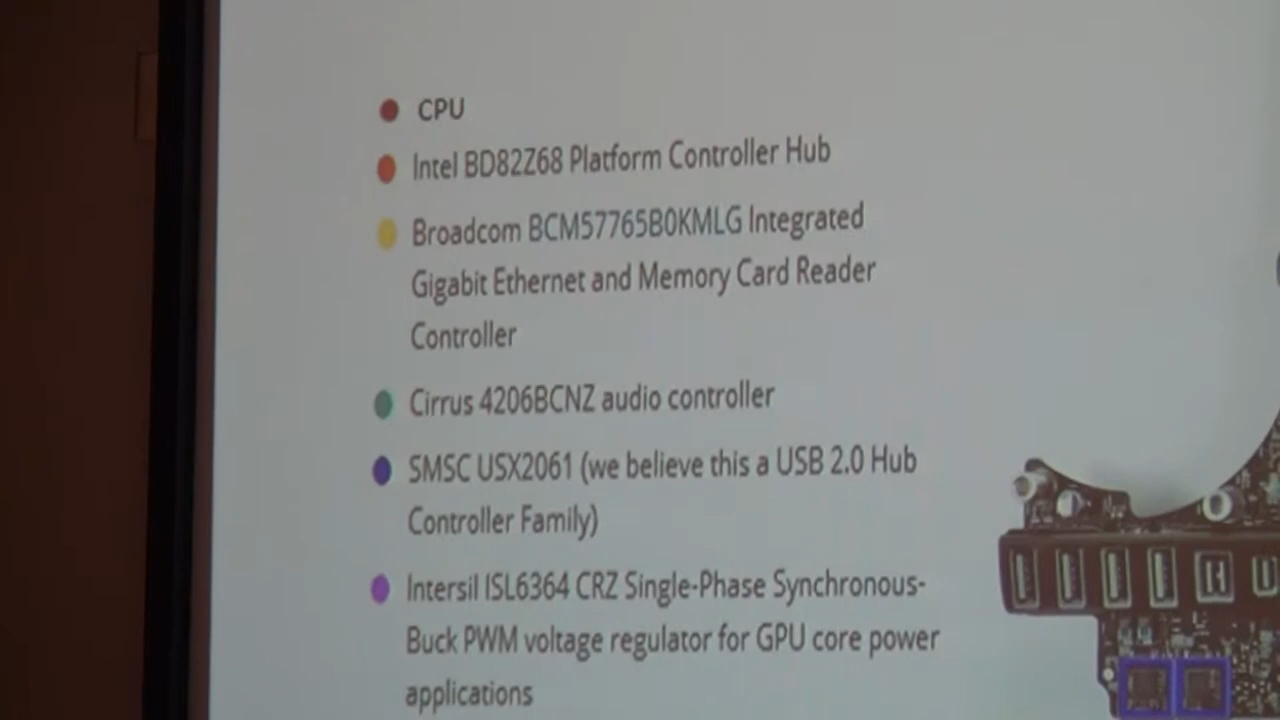 CPU
Intel BD82Z68 Platform Controller Hub
Broadcom BCM57765B0KMLG Integrated
Gigabit Ethernet and Memory Card Reader
Controller
Cirrus 4206BCNZ audio controller
SMSC USX2061 (we believe this a USB 2.0 Hub
Controller Family)
Intersil ISL6364 CRZ Single-Phase Synchronous-
Buck PWM voltage regulator for GPU core power
applications